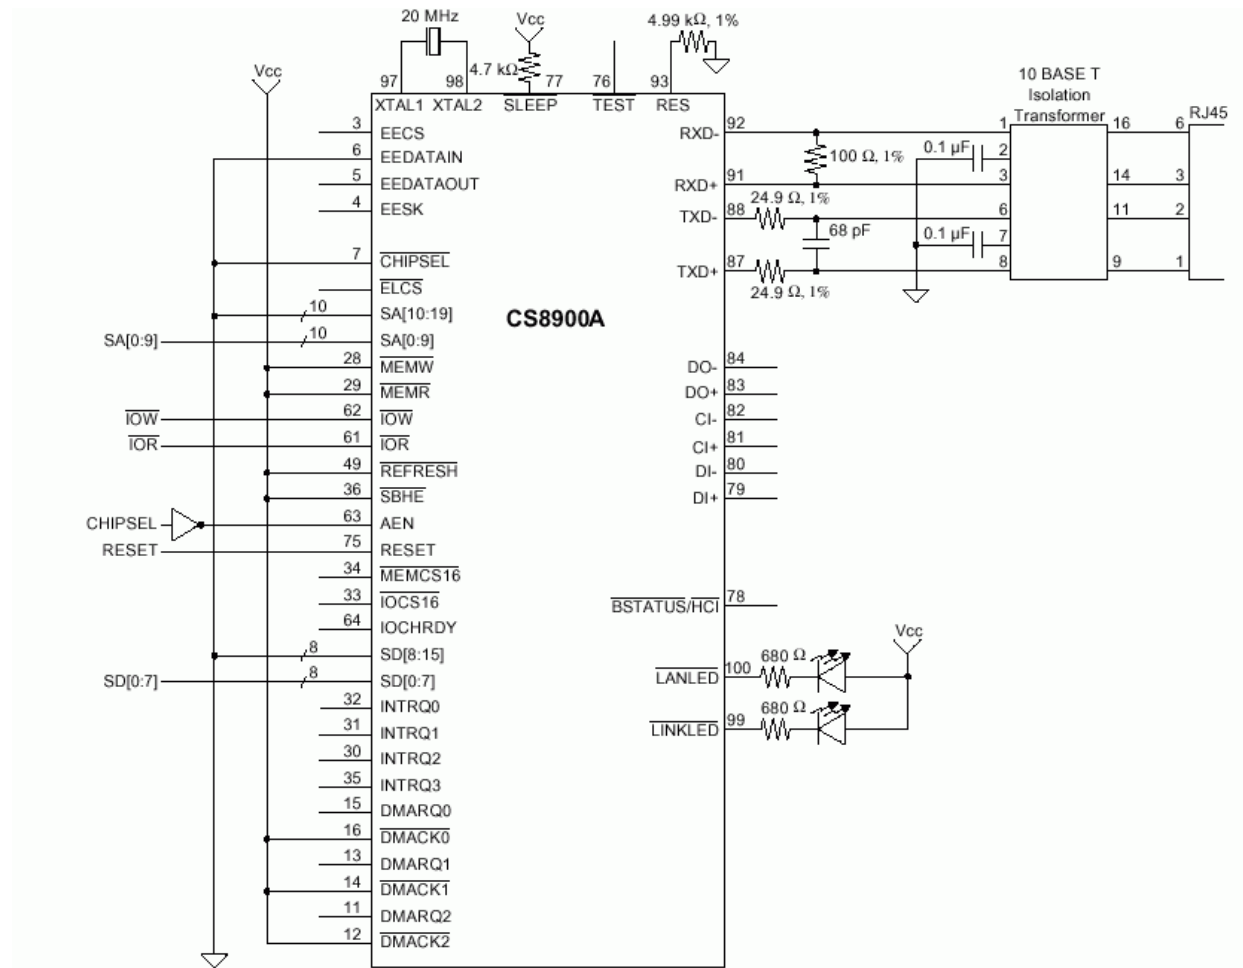 20 MHz
Vcc
4.99 kΩ, 1%
Vcc
97
98
4.7 kΩ
77
76
93
10 BASE T
Isolation
Transformer
RJ45
XTAL1 XTAL2 SLEEP TEST RES
3 EECS
6 EEDATAIN
5 EEDATAOUT
4 EESK
7 CHIPSEL
ELCS
10 SA[10:19]
SA[0:9] 10 SA[0:9]
28 MEMW
29 MEMR
IOW 62 IOW
IOR 61 IOR
49 REFRESH
36 SBHE
CHIPSEL 63 AEN
RESET 75 RESET
34 MEMCS16
33 IOCS16
64 IOCHRDY
8 SD[8:15]
SD[0:7] 8 SD[0:7]
32 INTRQ0
31 INTRQ1
30 INTRQ2
35 INTRQ3
15 DMARQ0
16 DMACK0
13 DMARQ1
14 DMACK1
11 DMARQ2
12 DMACK2
CS8900A
RXD- 92 1 16 6
0.1 µF 2
100 Ω, 1%
RXD+ 91 3 14 3
24.9 Ω, 1%
TXD- 88 6 11 2
68 pF
0.1 µF 7
TXD+ 87 8 9 1
24.9 Ω, 1%
DO- 84
DO+ 83
CI- 82
CI+ 81
DI- 80
DI+ 79
BSTATUS/HCI 78
Vcc
680 Ω
LANLED 100
680 Ω
LINKLED 99